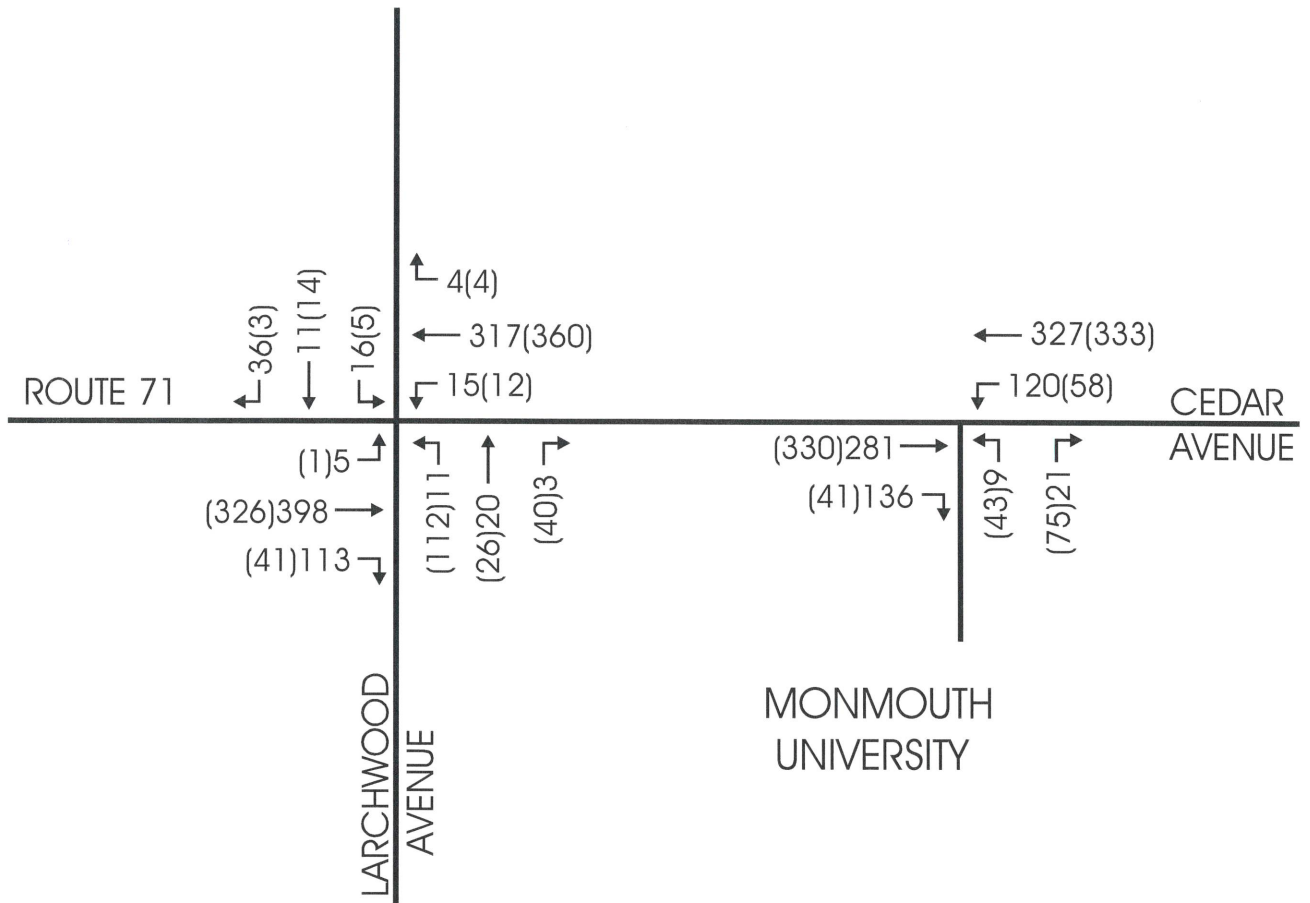 4(4)
36(3)
11(14)
16(5)
317(360)
327(333)
ROUTE 71
15(12)
120(58)
CEDAR
AVENUE
(1)5
(326)398
(41)113
(112)11
(26)20
(40)3
(330)281
(41)136
(43)9
(75)21
LARCHWOOD
AVENUE
MONMOUTH
UNIVERSITY